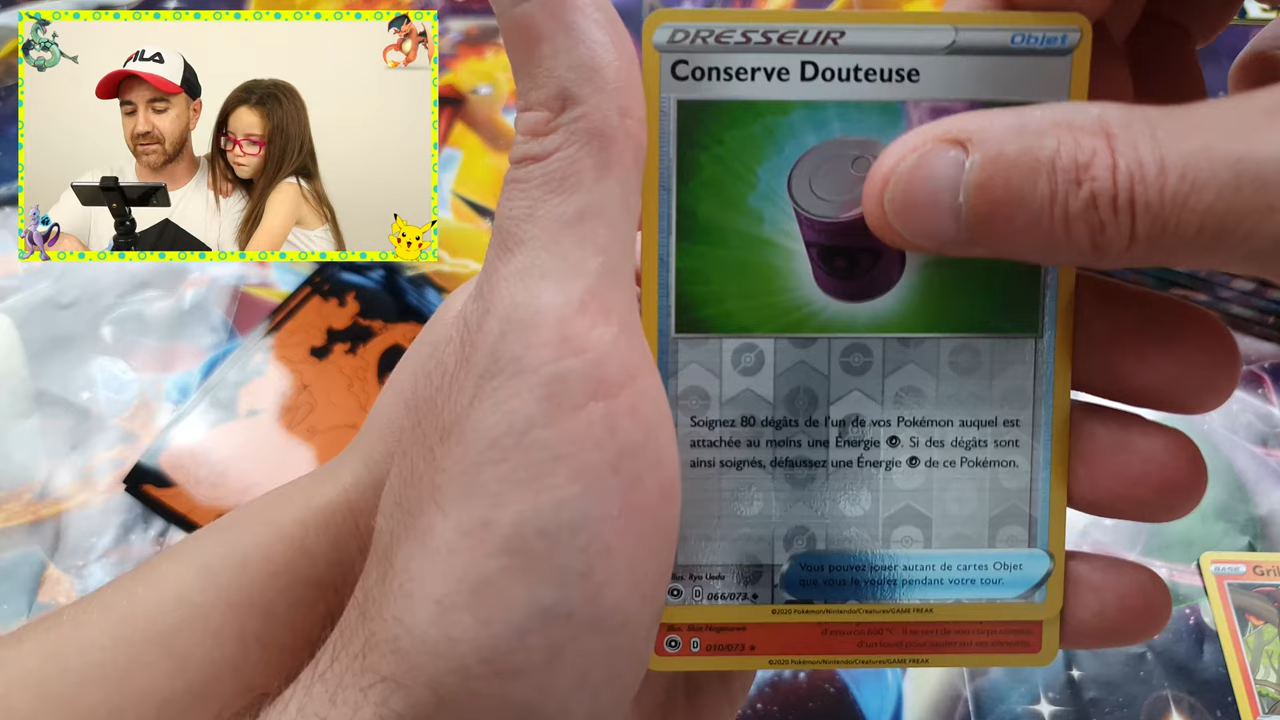 FILA
DRESSEUR
Objet
Conserve Douteuse
Soignez 80 dégâts de l'un de vos Pokémon auquel est
attachée au moins une Énergie . Si des dégâts sont
ainsi soignés, défaussez une Énergie de ce Pokémon.
Vous pouvez jouer autant de cartes Objet
que vous le voulez pendant votre tour.
Illus. Ryo Ueda
D 066/073
©2020 Pokémon/Nintendo/Creatures/GAME FREAK
D 010/073
©2020 Pokémon/Nintendo/Creatures/GAME FREAK
BASE